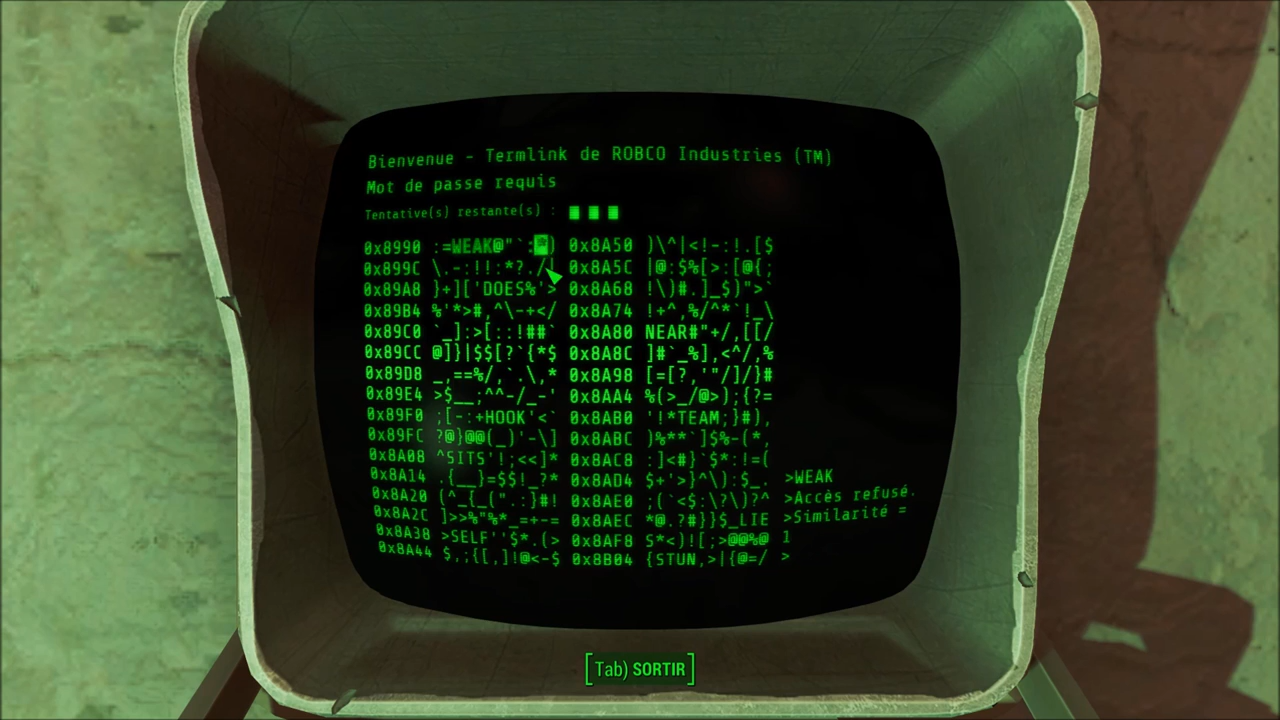 Bienvenue - Termlink de ROBCO Industries (TM)
Mot de passe requis
Tentative(s) restante(s) : ■ ■ ■
0x8990 :=WEAK@"`: ) 0x8A50 )\^|<!-:!.[$
0x899C \.-:!!:*?./! 0x8A5C |@:$%[>:[@{;
0x89A8 }+]['DOES%'> 0x8A68 !\)#.]_$)">`
0x89B4 %'*>#,^\-+</ 0x8A74 !+^,%/^*`!_\
0x89C0 `_]:>[::!##` 0x8A80 NEAR#"+/,[[/
0x89CC @]}|$$[?`{*$ 0x8A8C ]#`_%],<^/,%
0x89D8 _,==%/,`.\,* 0x8A98 [=[?,'"/]/}#
0x89E4 >$__;^^-/_-' 0x8AA4 %(>_/@>);{?=
0x89F0 ;[-:+HOOK'<` 0x8AB0 '!*TEAM;}#),
0x89FC ?@}@@(_)'-\] 0x8ABC )%**`]$%-(*,
0x8A08 ^SITS'!;<<]* 0x8AC8 :]<#}`$*:!=(
0x8A14 .{__}=$$!_?* 0x8AD4 $+'>}^\):$_. >WEAK
0x8A20 (^_{_(".:}#! 0x8AE0 ;(`<$:\?\)?^ >Accès refusé.
0x8A2C ]>>%"%*_=+-= 0x8AEC *@.?#}}$_LIE >Similarité =
0x8A38 >SELF''$*.(> 0x8AF8 S*<)![;>@@%@ 1
0x8A44 $,;{[,]!@<-$ 0x8B04 {STUN,>|{@=/ >
[Tab) SORTIR]